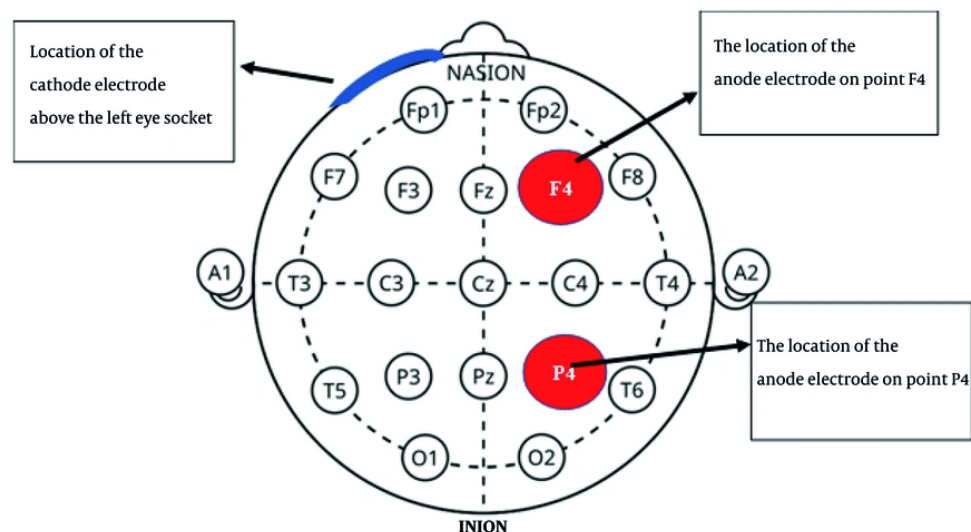 Location of the
cathode electrode
above the left eye socket
The location of the
anode electrode on point F4
NASION
Fp1
Fp2
F7
F3
Fz
F4
F8
A1
T3
C3
Cz
C4
T4
A2
The location of the
anode electrode on point P4
T5
P3
Pz
P4
T6
O1
O2
INION